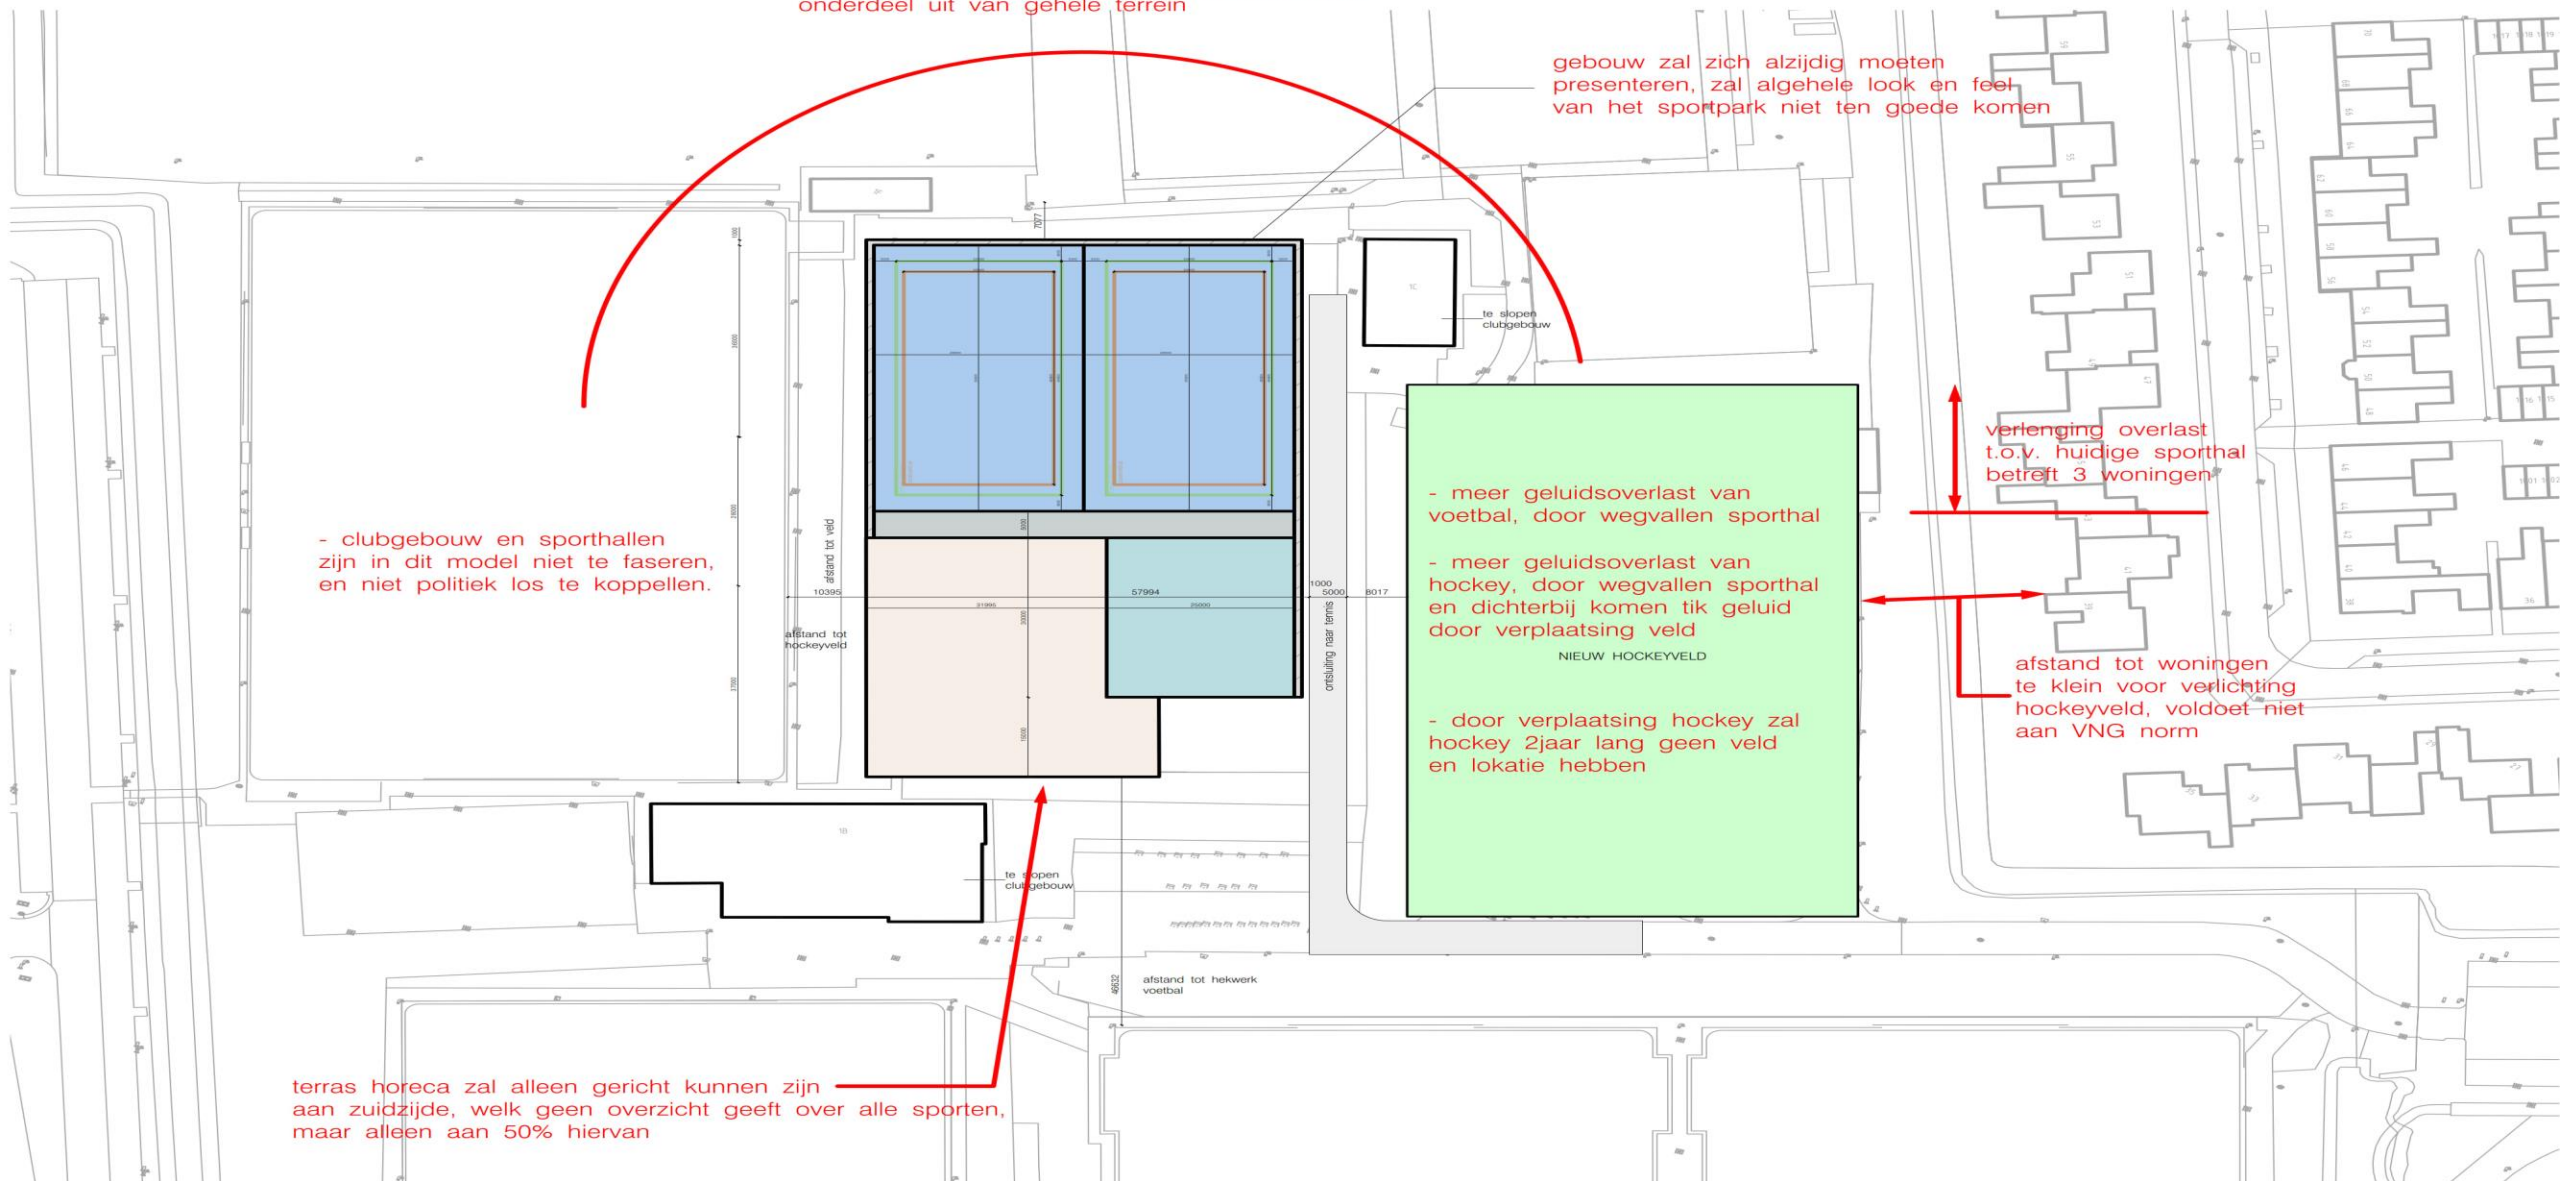 onderdeel uit van gehele terrein
gebouw zal zich alzijdig moeten
presenteren, zal algehele look en feel
van het sportpark niet ten goede komen
7077
1C
te slopen
clubgebouw
verlenging overlast
t.o.v. huidige sporthal
betreft 3 woningen
- clubgebouw en sporthallen
zijn in dit model niet te faseren,
en niet politiek los te koppellen.
afstand tot veld
10395
afstand tot
hockeyveld
31995
57994
25000
1000
5000
8017
ontsluiting naar tennis
- meer geluidsoverlast van
voetbal, door wegvallen sporthal
- meer geluidsoverlast van
hockey, door wegvallen sporthal
en dichterbij komen tik geluid
door verplaatsing veld
NIEUW HOCKEYVELD
- door verplaatsing hockey zal
hockey 2jaar lang geen veld
en lokatie hebben
afstand tot woningen
te klein voor verlichting
hockeyveld, voldoet niet
aan VNG norm
1B
te slopen
clubgebouw
46632
afstand tot hekwerk
voetbal
terras horeca zal alleen gericht kunnen zijn
aan zuidzijde, welk geen overzicht geeft over alle sporten,
maar alleen aan 50% hiervan